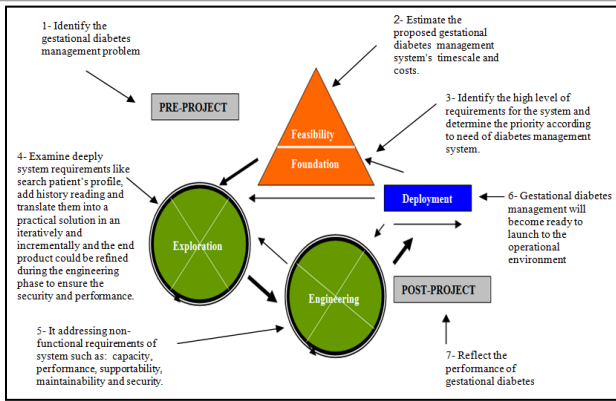 1- Identify the
gestational diabetes
management problem
2- Estimate the
proposed gestational
diabetes management
system's timescale and
costs.
PRE-PROJECT
3- Identify the high level of
requirements for the system and
determine the priority according
to need of diabetes management
system.
Feasibility
Foundation
4- Examine deeply
system requirements like
search patient's profile,
add history reading and
translate them into a
practical solution in an
iteratively and
incrementally and the end
product could be refined
during the engineering
phase to ensure the
security and performance.
Deployment
6- Gestational diabetes
management will
become ready to
launch to the
operational
environment
Exploration
Engineering
POST-PROJECT
5- It addressing non-
functional requirements of
system such as: capacity,
performance, supportability,
maintainability and security.
7- Reflect the
performance of
gestational diabetes